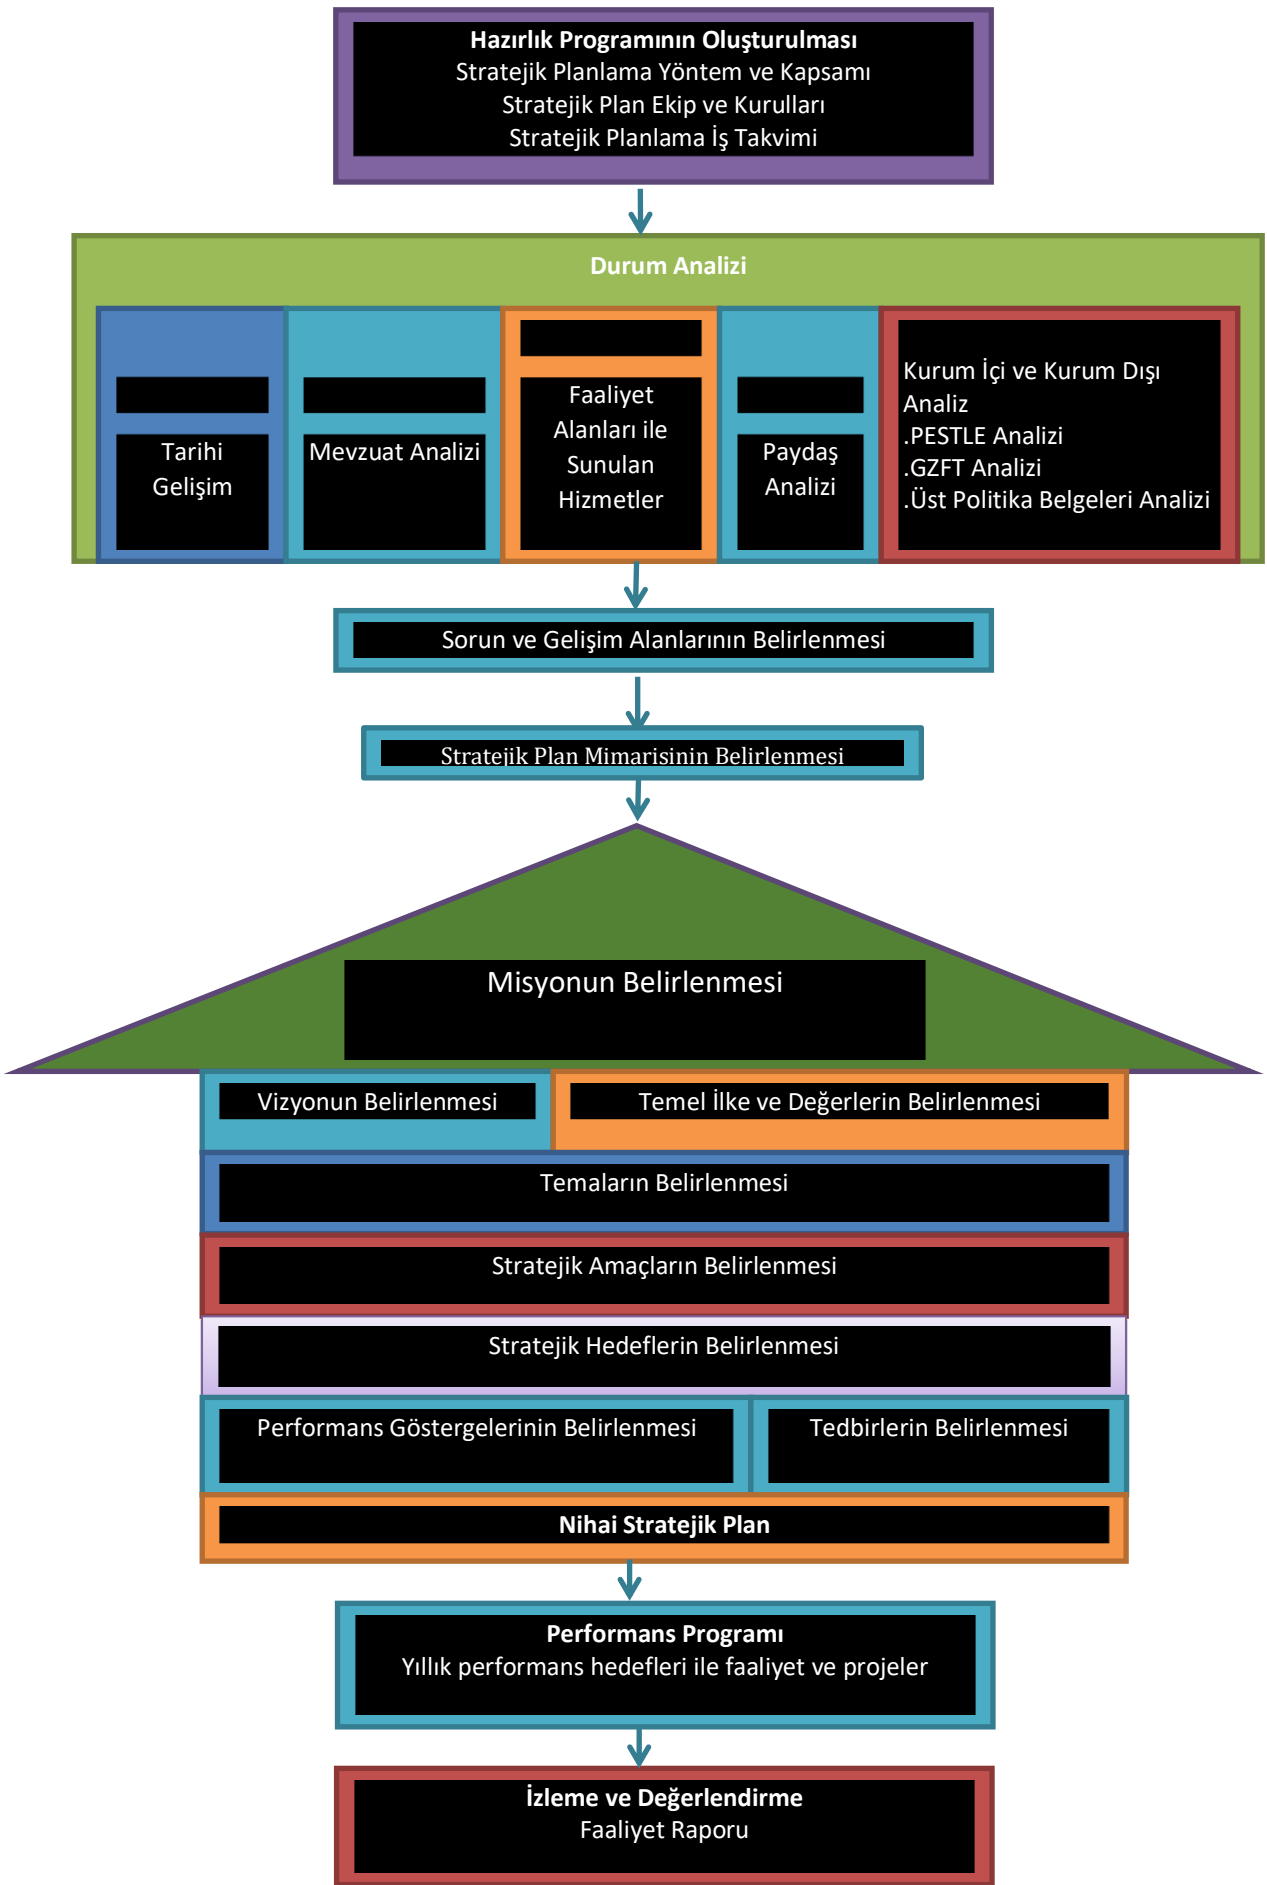 Hazırlık Programının Oluşturulması
Stratejik Planlama Yöntem ve Kapsamı
Stratejik Plan Ekip ve Kurulları
Stratejik Planlama İş Takvimi
Durum Analizi
Tarihi
Gelişim
Mevzuat Analizi
Faaliyet
Alanları ile
Sunulan
Hizmetler
Paydaş
Analizi
Kurum İçi ve Kurum Dışı
Analiz
.PESTLE Analizi
.GZFT Analizi
.Üst Politika Belgeleri Analizi
Sorun ve Gelişim Alanlarının Belirlenmesi
Stratejik Plan Mimarisinin Belirlenmesi
Misyonun Belirlenmesi
Vizyonun Belirlenmesi
Temel İlke ve Değerlerin Belirlenmesi
Temaların Belirlenmesi
Stratejik Amaçların Belirlenmesi
Stratejik Hedeflerin Belirlenmesi
Performans Göstergelerinin Belirlenmesi
Tedbirlerin Belirlenmesi
Nihai Stratejik Plan
Performans Programı
Yıllık performans hedefleri ile faaliyet ve projeler
İzleme ve Değerlendirme
Faaliyet Raporu